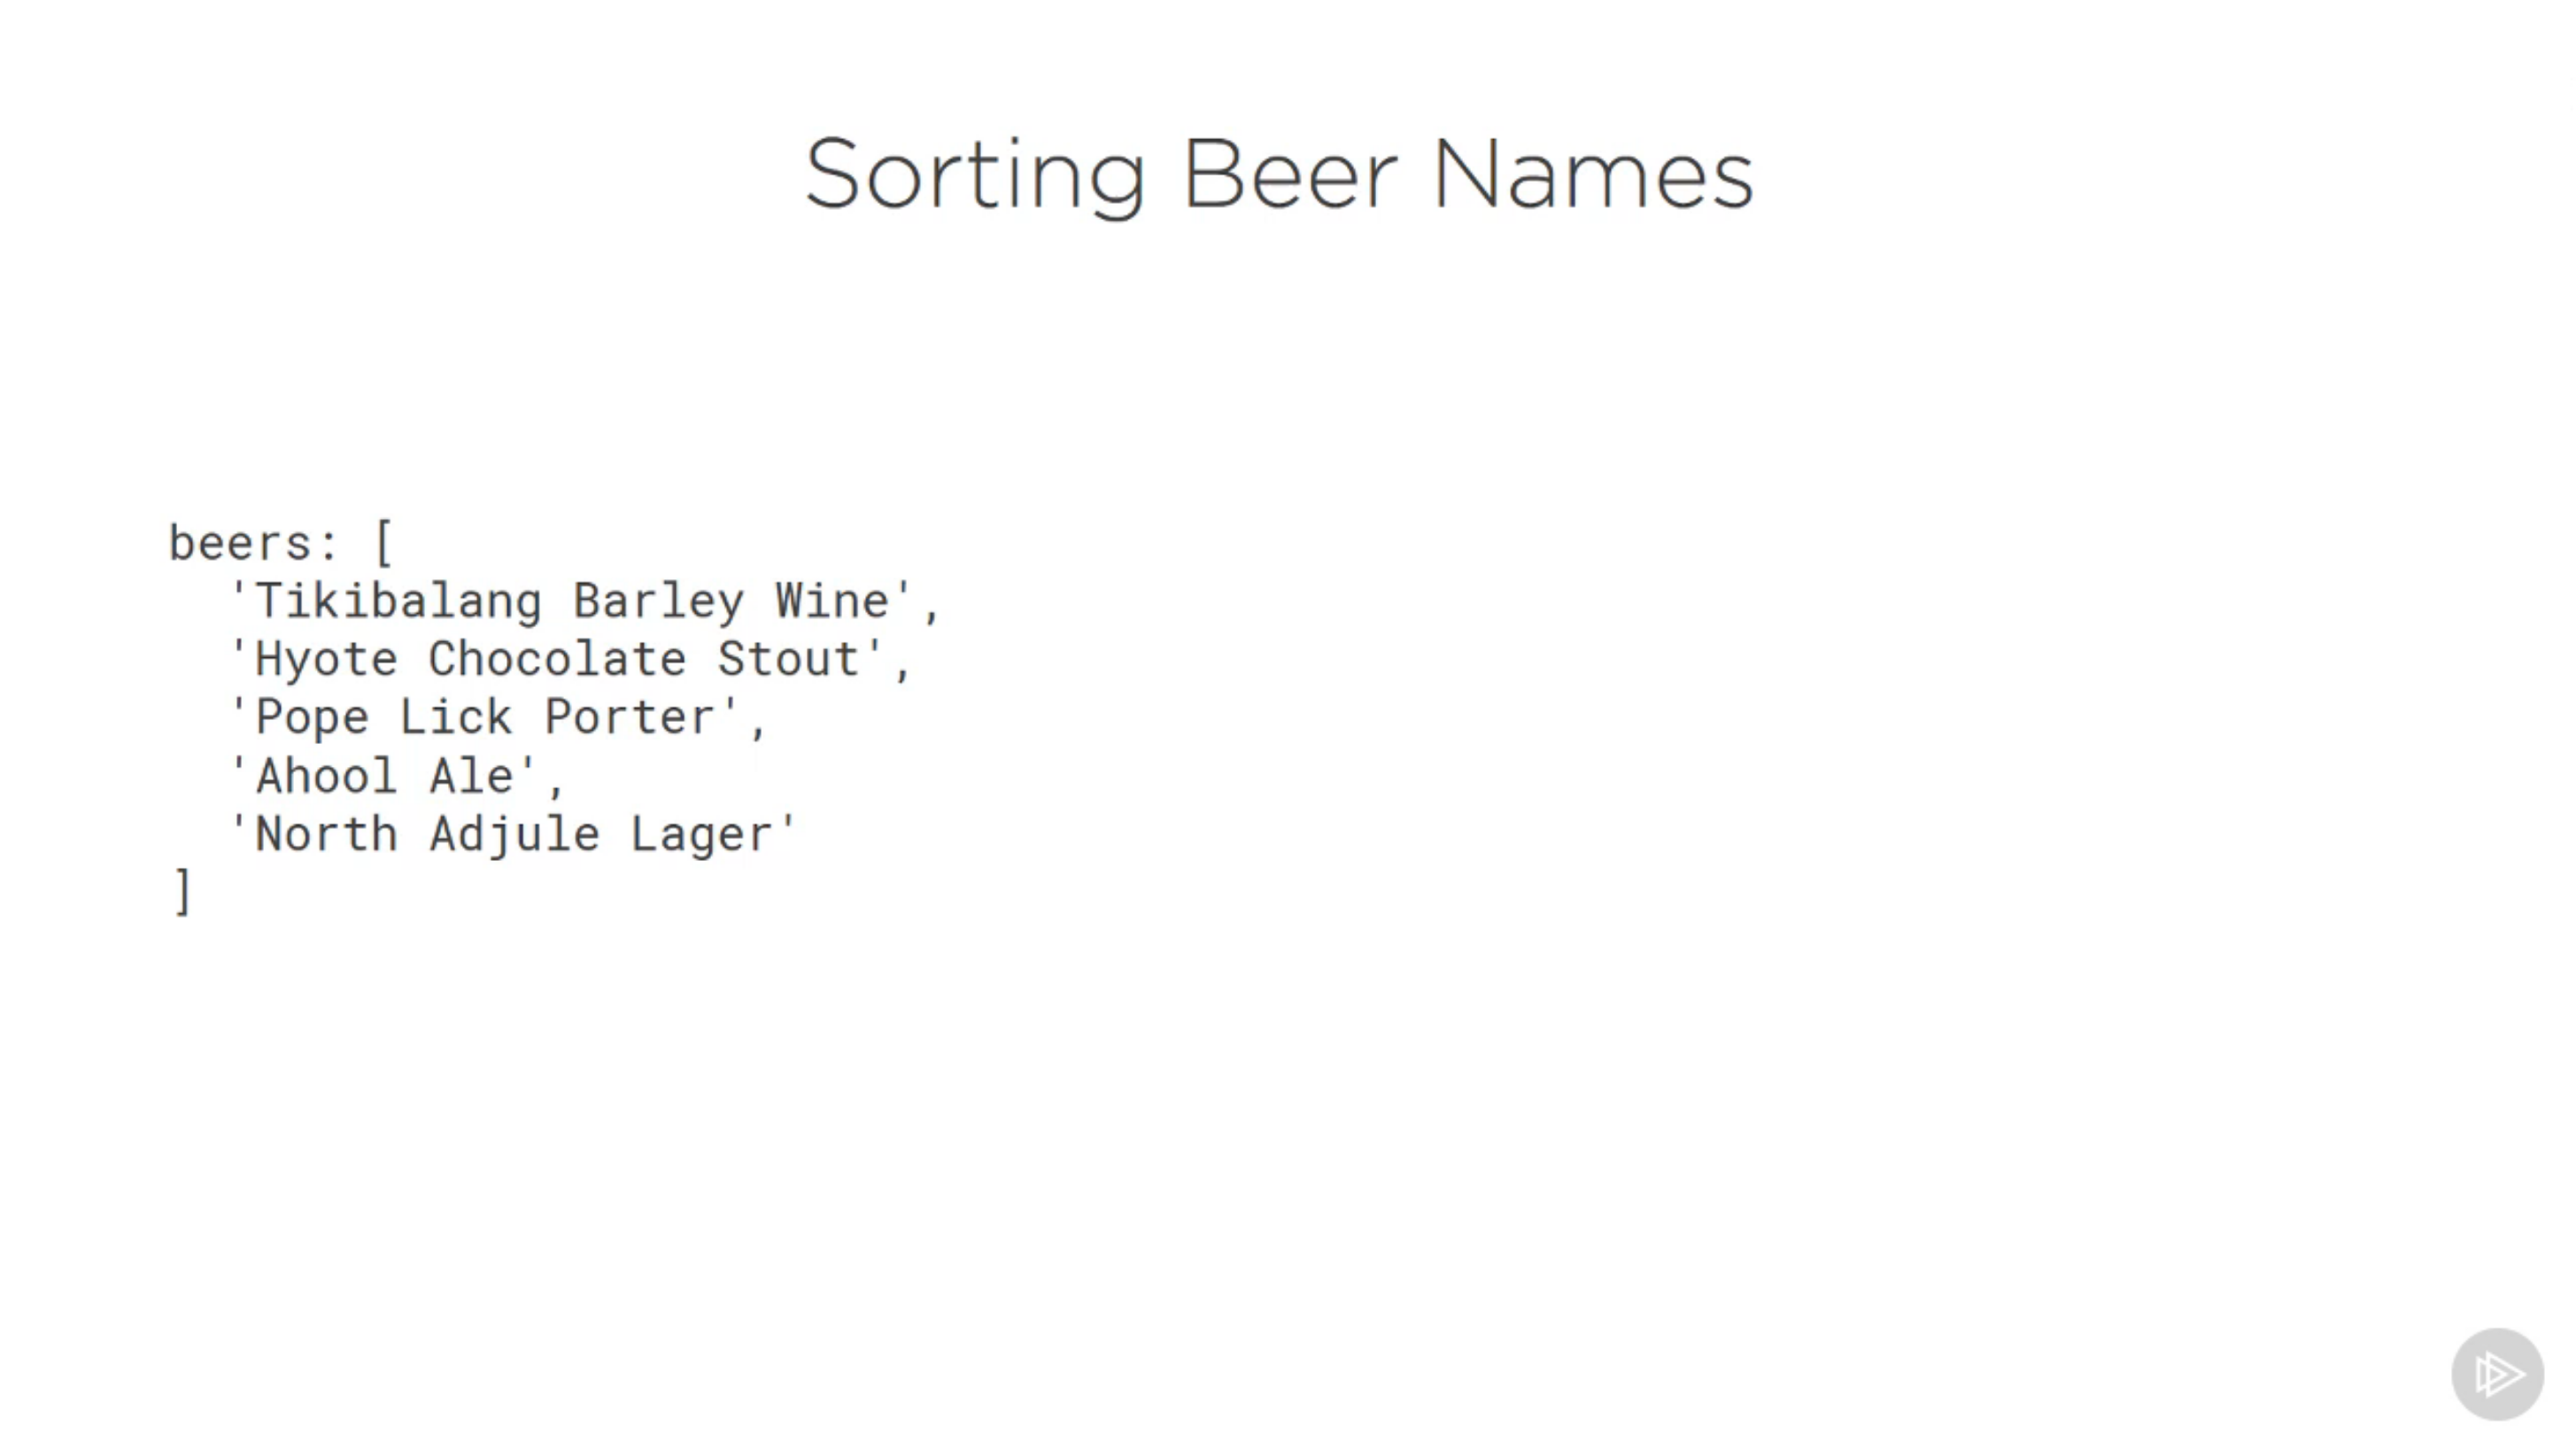 Sorting Beer Names
beers: [
'Tikibalang Barley Wine',
'Hyote Chocolate Stout',
'Pope Lick Porter',
'Ahool Ale',
'North Adjule Lager'
]